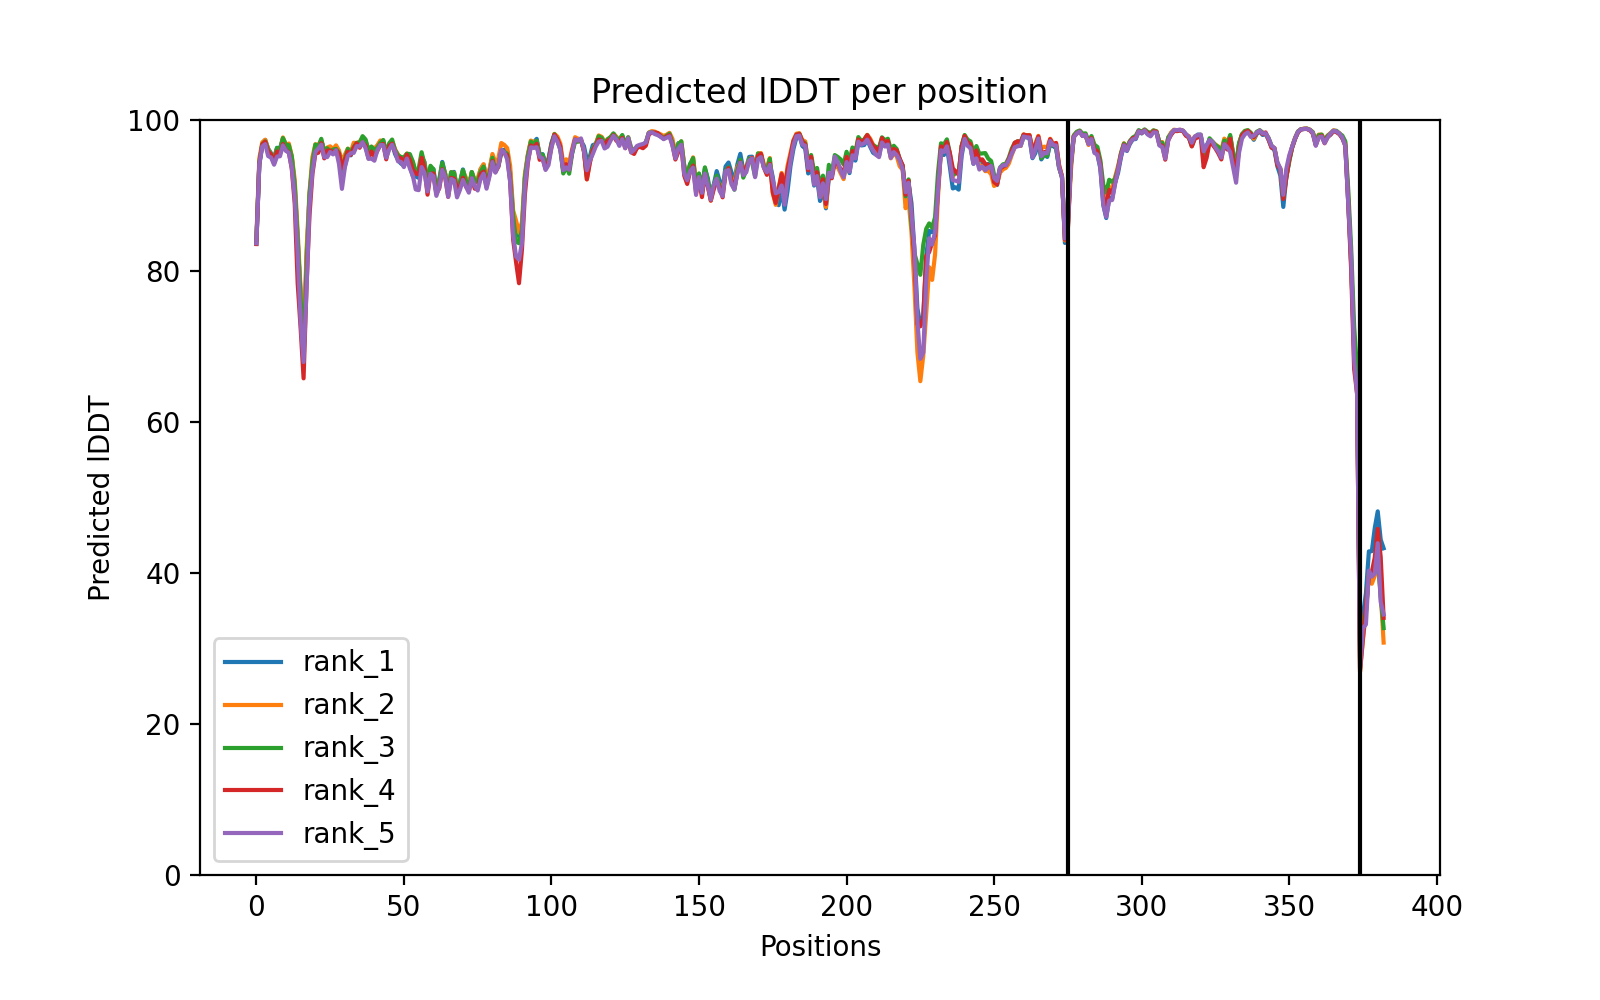 Predicted lDDT per position
100
80
60
40
20
0
Predicted lDDT
rank_1
rank_2
rank_3
rank_4
rank_5
0 50 100 150 200 250 300 350 400
Positions